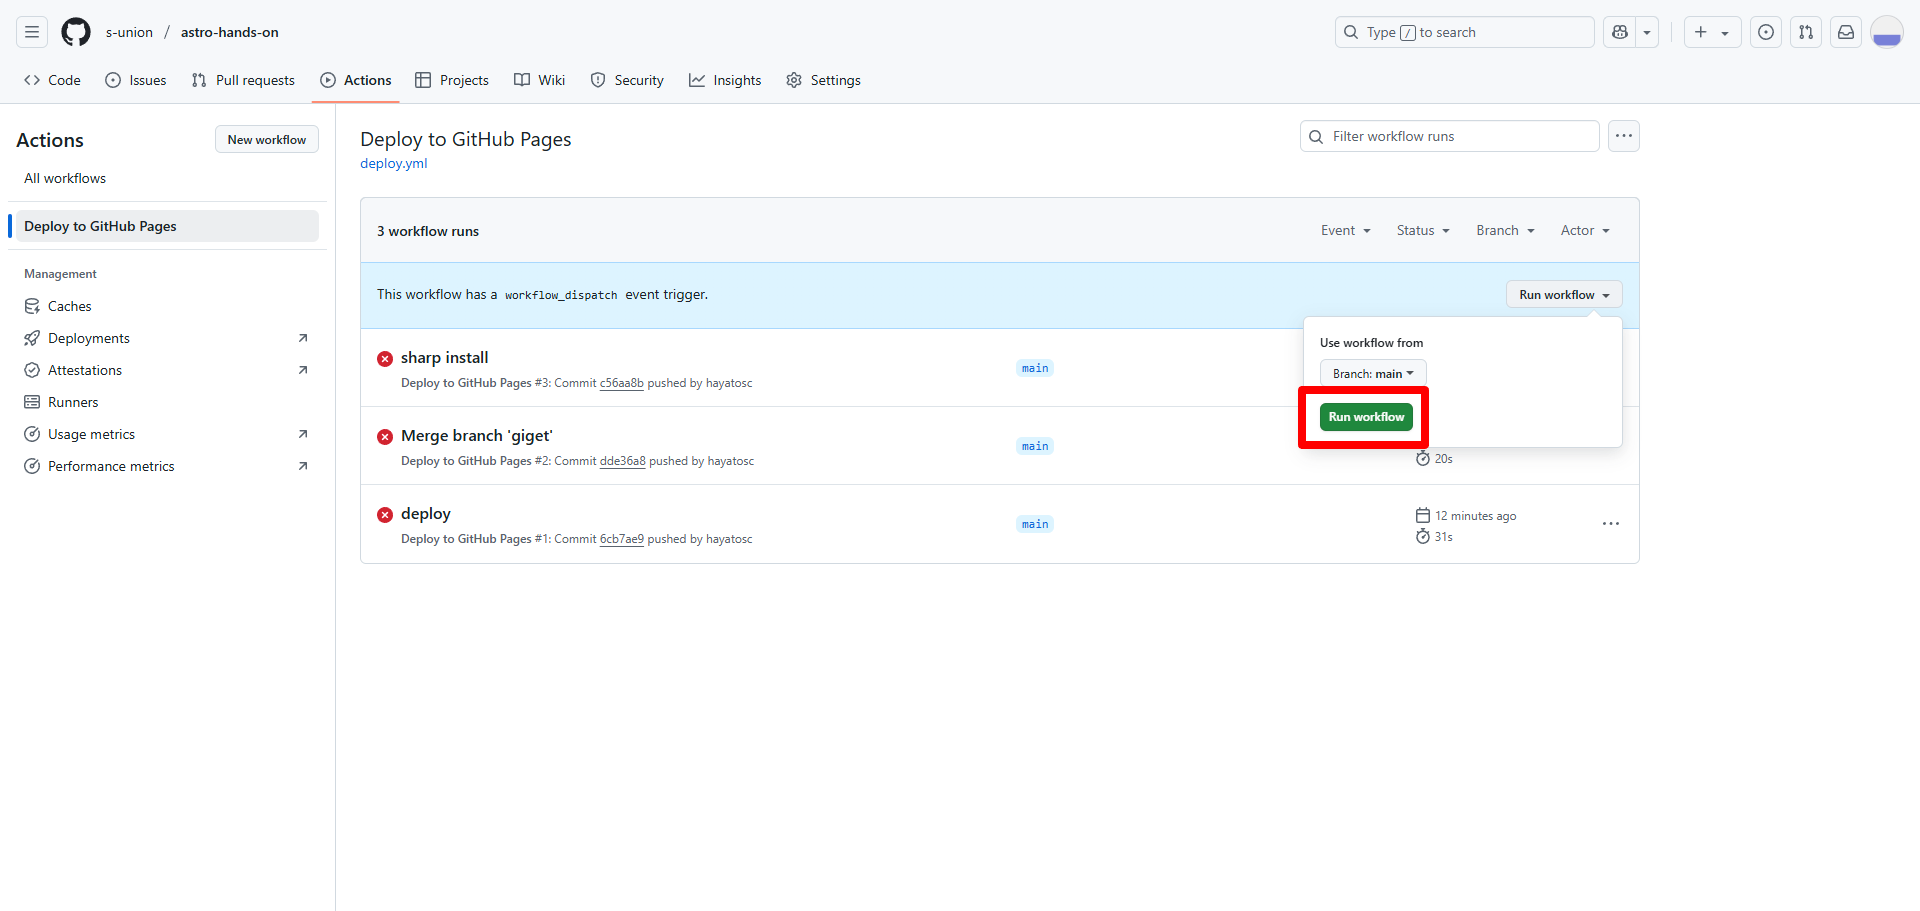 s-union / astro-hands-on
Type / to search
Code
Issues
Pull requests
Actions
Projects
Wiki
Security
Insights
Settings
Actions
New workflow
All workflows
Deploy to GitHub Pages
Management
Caches
Deployments
Attestations
Runners
Usage metrics
Performance metrics
Deploy to GitHub Pages
deploy.yml
Filter workflow runs
3 workflow runs
Event
Status
Branch
Actor
This workflow has a workflow_dispatch event trigger.
Run workflow
Use workflow from
Branch: main
Run workflow
sharp install
Deploy to GitHub Pages #3: Commit c56aa8b pushed by hayatosc
main
Merge branch 'giget'
Deploy to GitHub Pages #2: Commit dde36a8 pushed by hayatosc
main
20s
deploy
Deploy to GitHub Pages #1: Commit 6cb7ae9 pushed by hayatosc
main
12 minutes ago
31s